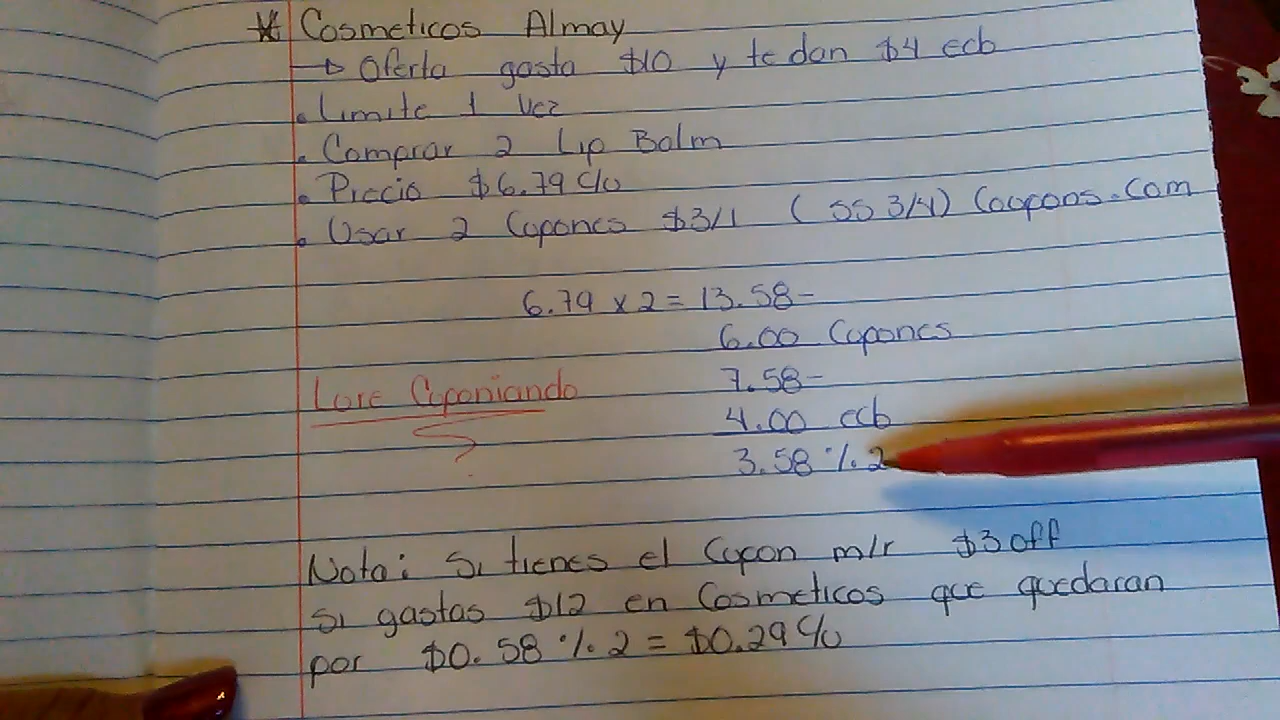 * Cosmeticos Almay
→ Oferta gasta $10 y te dan $4 ecb
. Limite 1 vez
. Comprar 2 Lip Balm
. Precio $6.79 c/u
. Usar 2 Cupones $3/1 (SS 3/4) Coupons.com
6.79 x 2 = 13.58-
6.00 Cupones
7.58-
4.00 ecb
3.58 ٪ 2
Lore Cuponiando
Nota: Si tienes el Cupon m/r $3 off
si gastas $12 en Cosmeticos que quedaran
por $0.58 ٪ 2 = $0.29 c/u